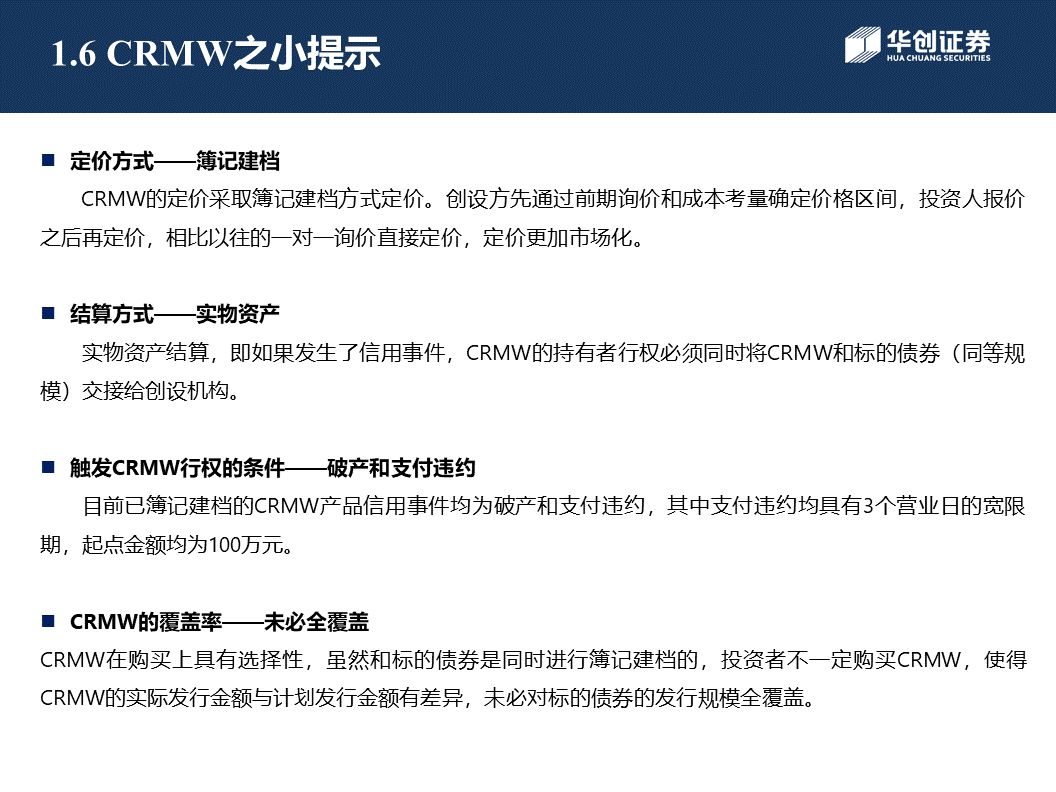 1.6 CRMW之小提示
华创证券
HUA CHUANG SECURITIES
定价方式——簿记建档
CRMW的定价采取簿记建档方式定价。创设方先通过前期询价和成本考量确定价格区间，投资人报价
之后再定价，相比以往的一对一询价直接定价，定价更加市场化。
结算方式——实物资产
实物资产结算，即如果发生了信用事件，CRMW的持有者行权必须同时将CRMW和标的债券（同等规
模）交接给创设机构。
触发CRMW行权的条件——破产和支付违约
目前已簿记建档的CRMW产品信用事件均为破产和支付违约，其中支付违约均具有3个营业日的宽限
期，起点金额均为100万元。
CRMW的覆盖率——未必全覆盖
CRMW在购买上具有选择性，虽然和标的债券是同时进行簿记建档的，投资者不一定购买CRMW，使得
CRMW的实际发行金额与计划发行金额有差异，未必对标的债券的发行规模全覆盖。